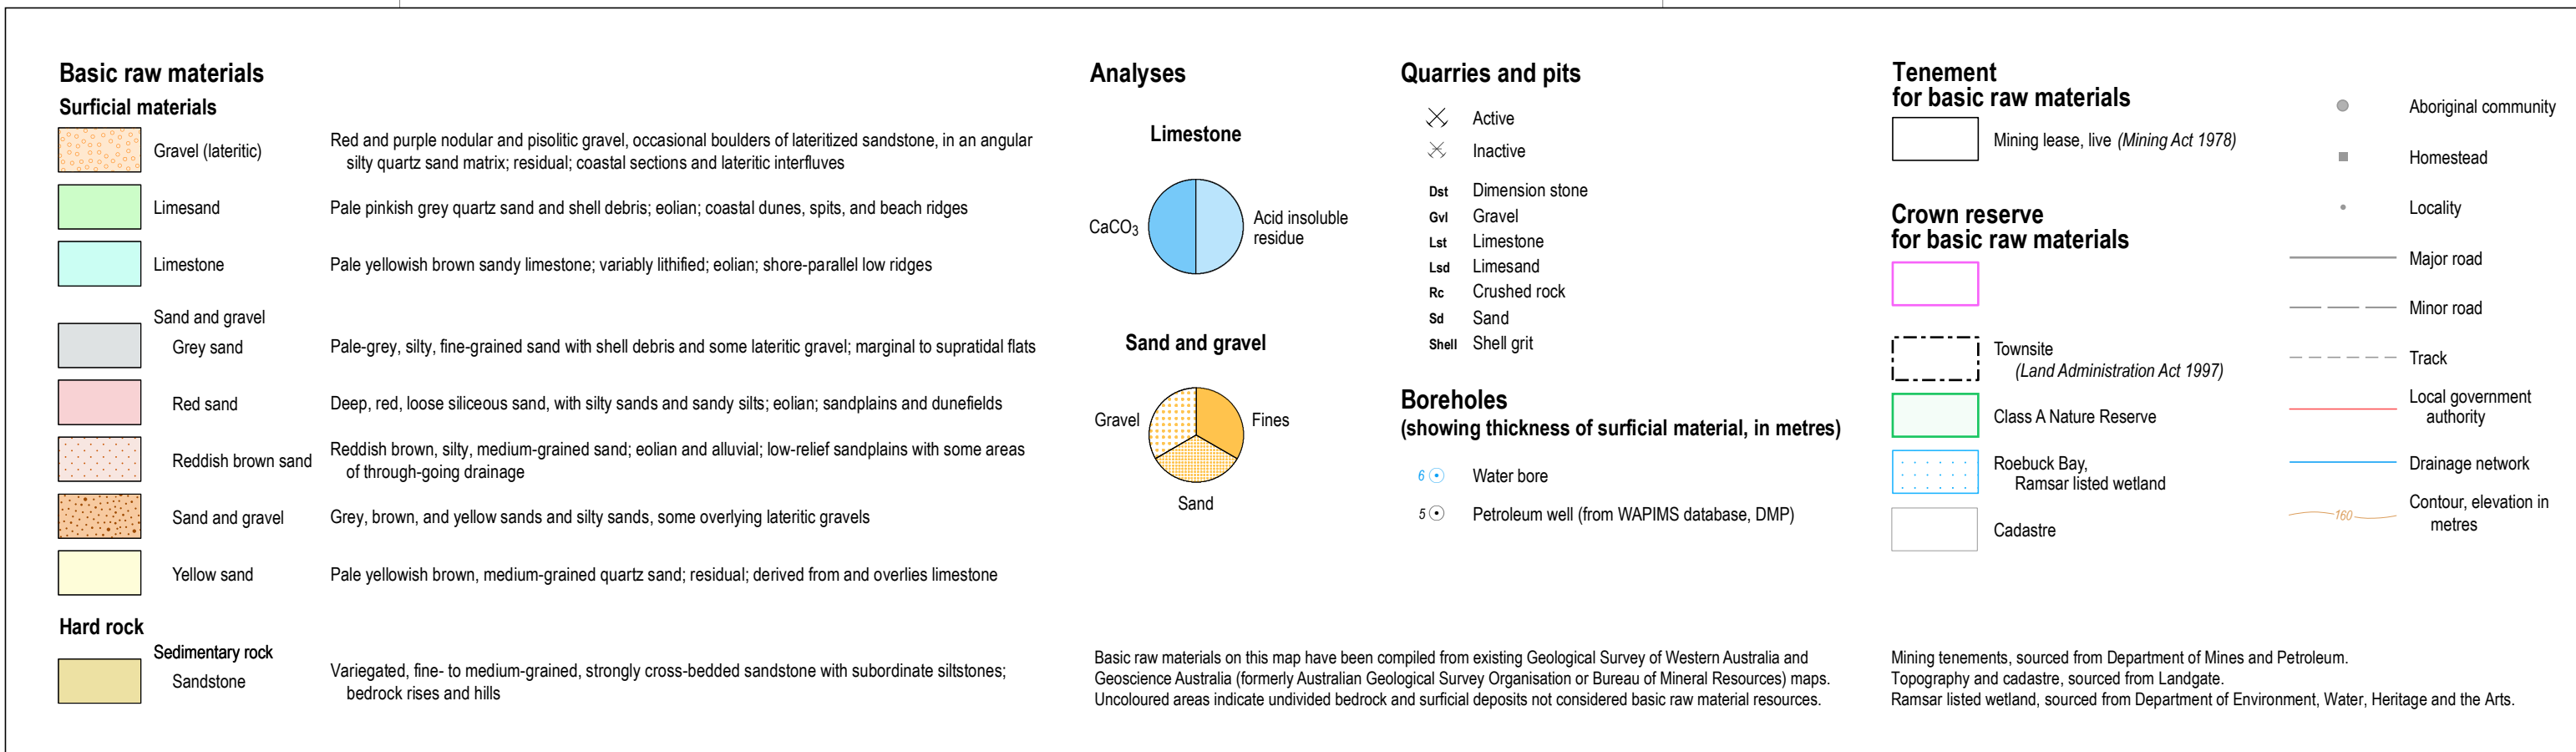 Basic raw materials
Surficial materials
Gravel (lateritic)
Red and purple nodular and pisolitic gravel, occasional boulders of lateritized sandstone, in an angular
silty quartz sand matrix; residual; coastal sections and lateritic interfluves
Limesand
Pale pinkish grey quartz sand and shell debris; eolian; coastal dunes, spits, and beach ridges
Limestone
Pale yellowish brown sandy limestone; variably lithified; eolian; shore-parallel low ridges
Sand and gravel
Grey sand
Pale-grey, silty, fine-grained sand with shell debris and some lateritic gravel; marginal to supratidal flats
Red sand
Deep, red, loose siliceous sand, with silty sands and sandy silts; eolian; sandplains and dunefields
Reddish brown sand
Reddish brown, silty, medium-grained sand; eolian and alluvial; low-relief sandplains with some areas
of through-going drainage
Sand and gravel
Grey, brown, and yellow sands and silty sands, some overlying lateritic gravels
Yellow sand
Pale yellowish brown, medium-grained quartz sand; residual; derived from and overlies limestone
Hard rock
Sedimentary rock
Sandstone
Variegated, fine- to medium-grained, strongly cross-bedded sandstone with subordinate siltstones;
bedrock rises and hills
Analyses
Limestone
CaCO3
Acid insoluble
residue
Sand and gravel
Gravel
Fines
Sand
Quarries and pits
Active
Inactive
Dst Dimension stone
Gvl Gravel
Lst Limestone
Lsd Limesand
Rc Crushed rock
Sd Sand
Shell Shell grit
Boreholes
(showing thickness of surficial material, in metres)
6 Water bore
5 Petroleum well (from WAPIMS database, DMP)
Basic raw materials on this map have been compiled from existing Geological Survey of Western Australia and
Geoscience Australia (formerly Australian Geological Survey Organisation or Bureau of Mineral Resources) maps.
Uncoloured areas indicate undivided bedrock and surficial deposits not considered basic raw material resources.
Tenement
for basic raw materials
Mining lease, live (Mining Act 1978)
Crown reserve
for basic raw materials
Townsite
(Land Administration Act 1997)
Class A Nature Reserve
Roebuck Bay,
Ramsar listed wetland
Cadastre
Aboriginal community
Homestead
Locality
Major road
Minor road
Track
Local government
authority
Drainage network
160
Contour, elevation in
metres
Mining tenements, sourced from Department of Mines and Petroleum.
Topography and cadastre, sourced from Landgate.
Ramsar listed wetland, sourced from Department of Environment, Water, Heritage and the Arts.